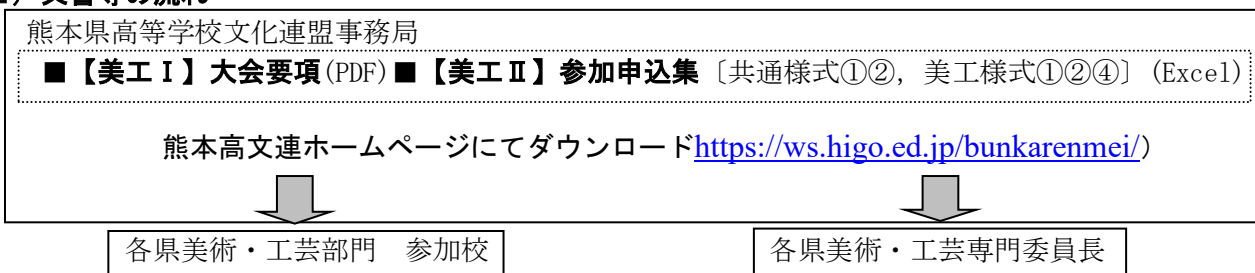 熊本県高等学校文化連盟事務局
■【美工Ⅰ】大会要項(PDF)■【美工Ⅱ】参加申込集〔共通様式①②，美工様式①②④〕(Excel)
熊本高文連ホームページにてダウンロードhttps://ws.higo.ed.jp/bunkarenmei/）
各県美術・工芸部門　参加校
各県美術・工芸専門委員長